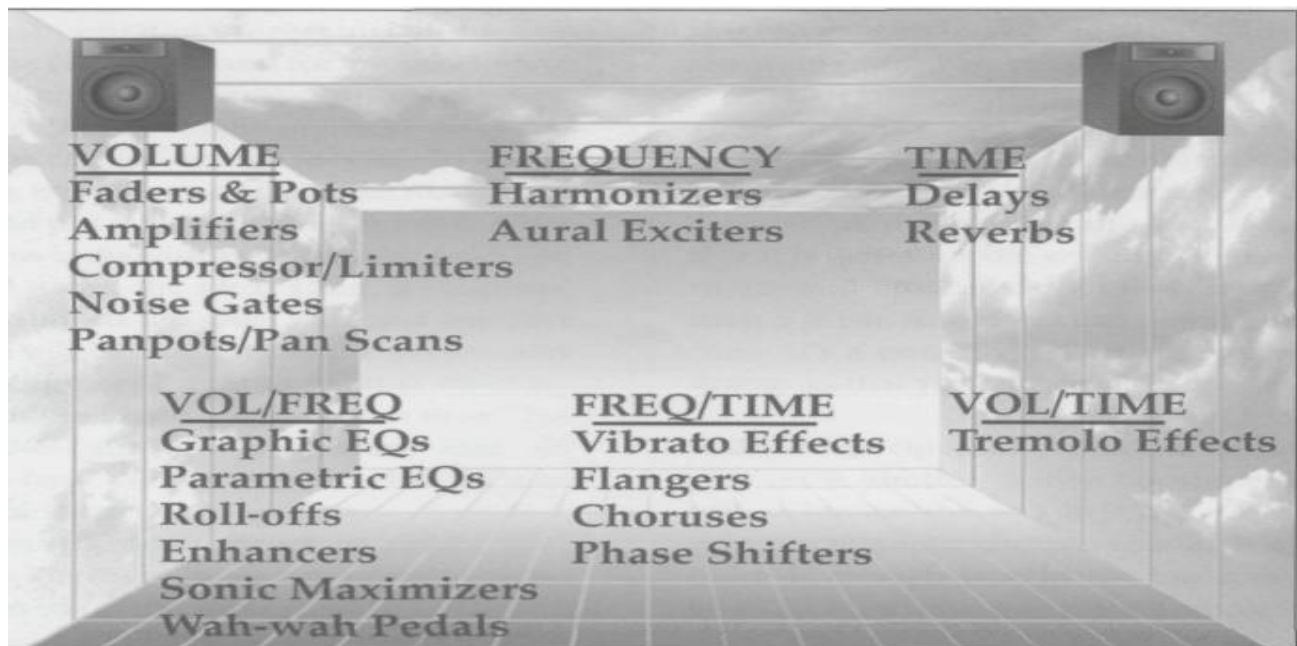 VOLUME
Faders & Pots
Amplifiers
Compressor/Limiters
Noise Gates
Panpots/Pan Scans
FREQUENCY
Harmonizers
Aural Exciters
TIME
Delays
Reverbs
VOL/FREQ
Graphic EQs
Parametric EQs
Roll-offs
Enhancers
Sonic Maximizers
Wah-wah Pedals
FREQ/TIME
Vibrato Effects
Flangers
Choruses
Phase Shifters
VOL/TIME
Tremolo Effects